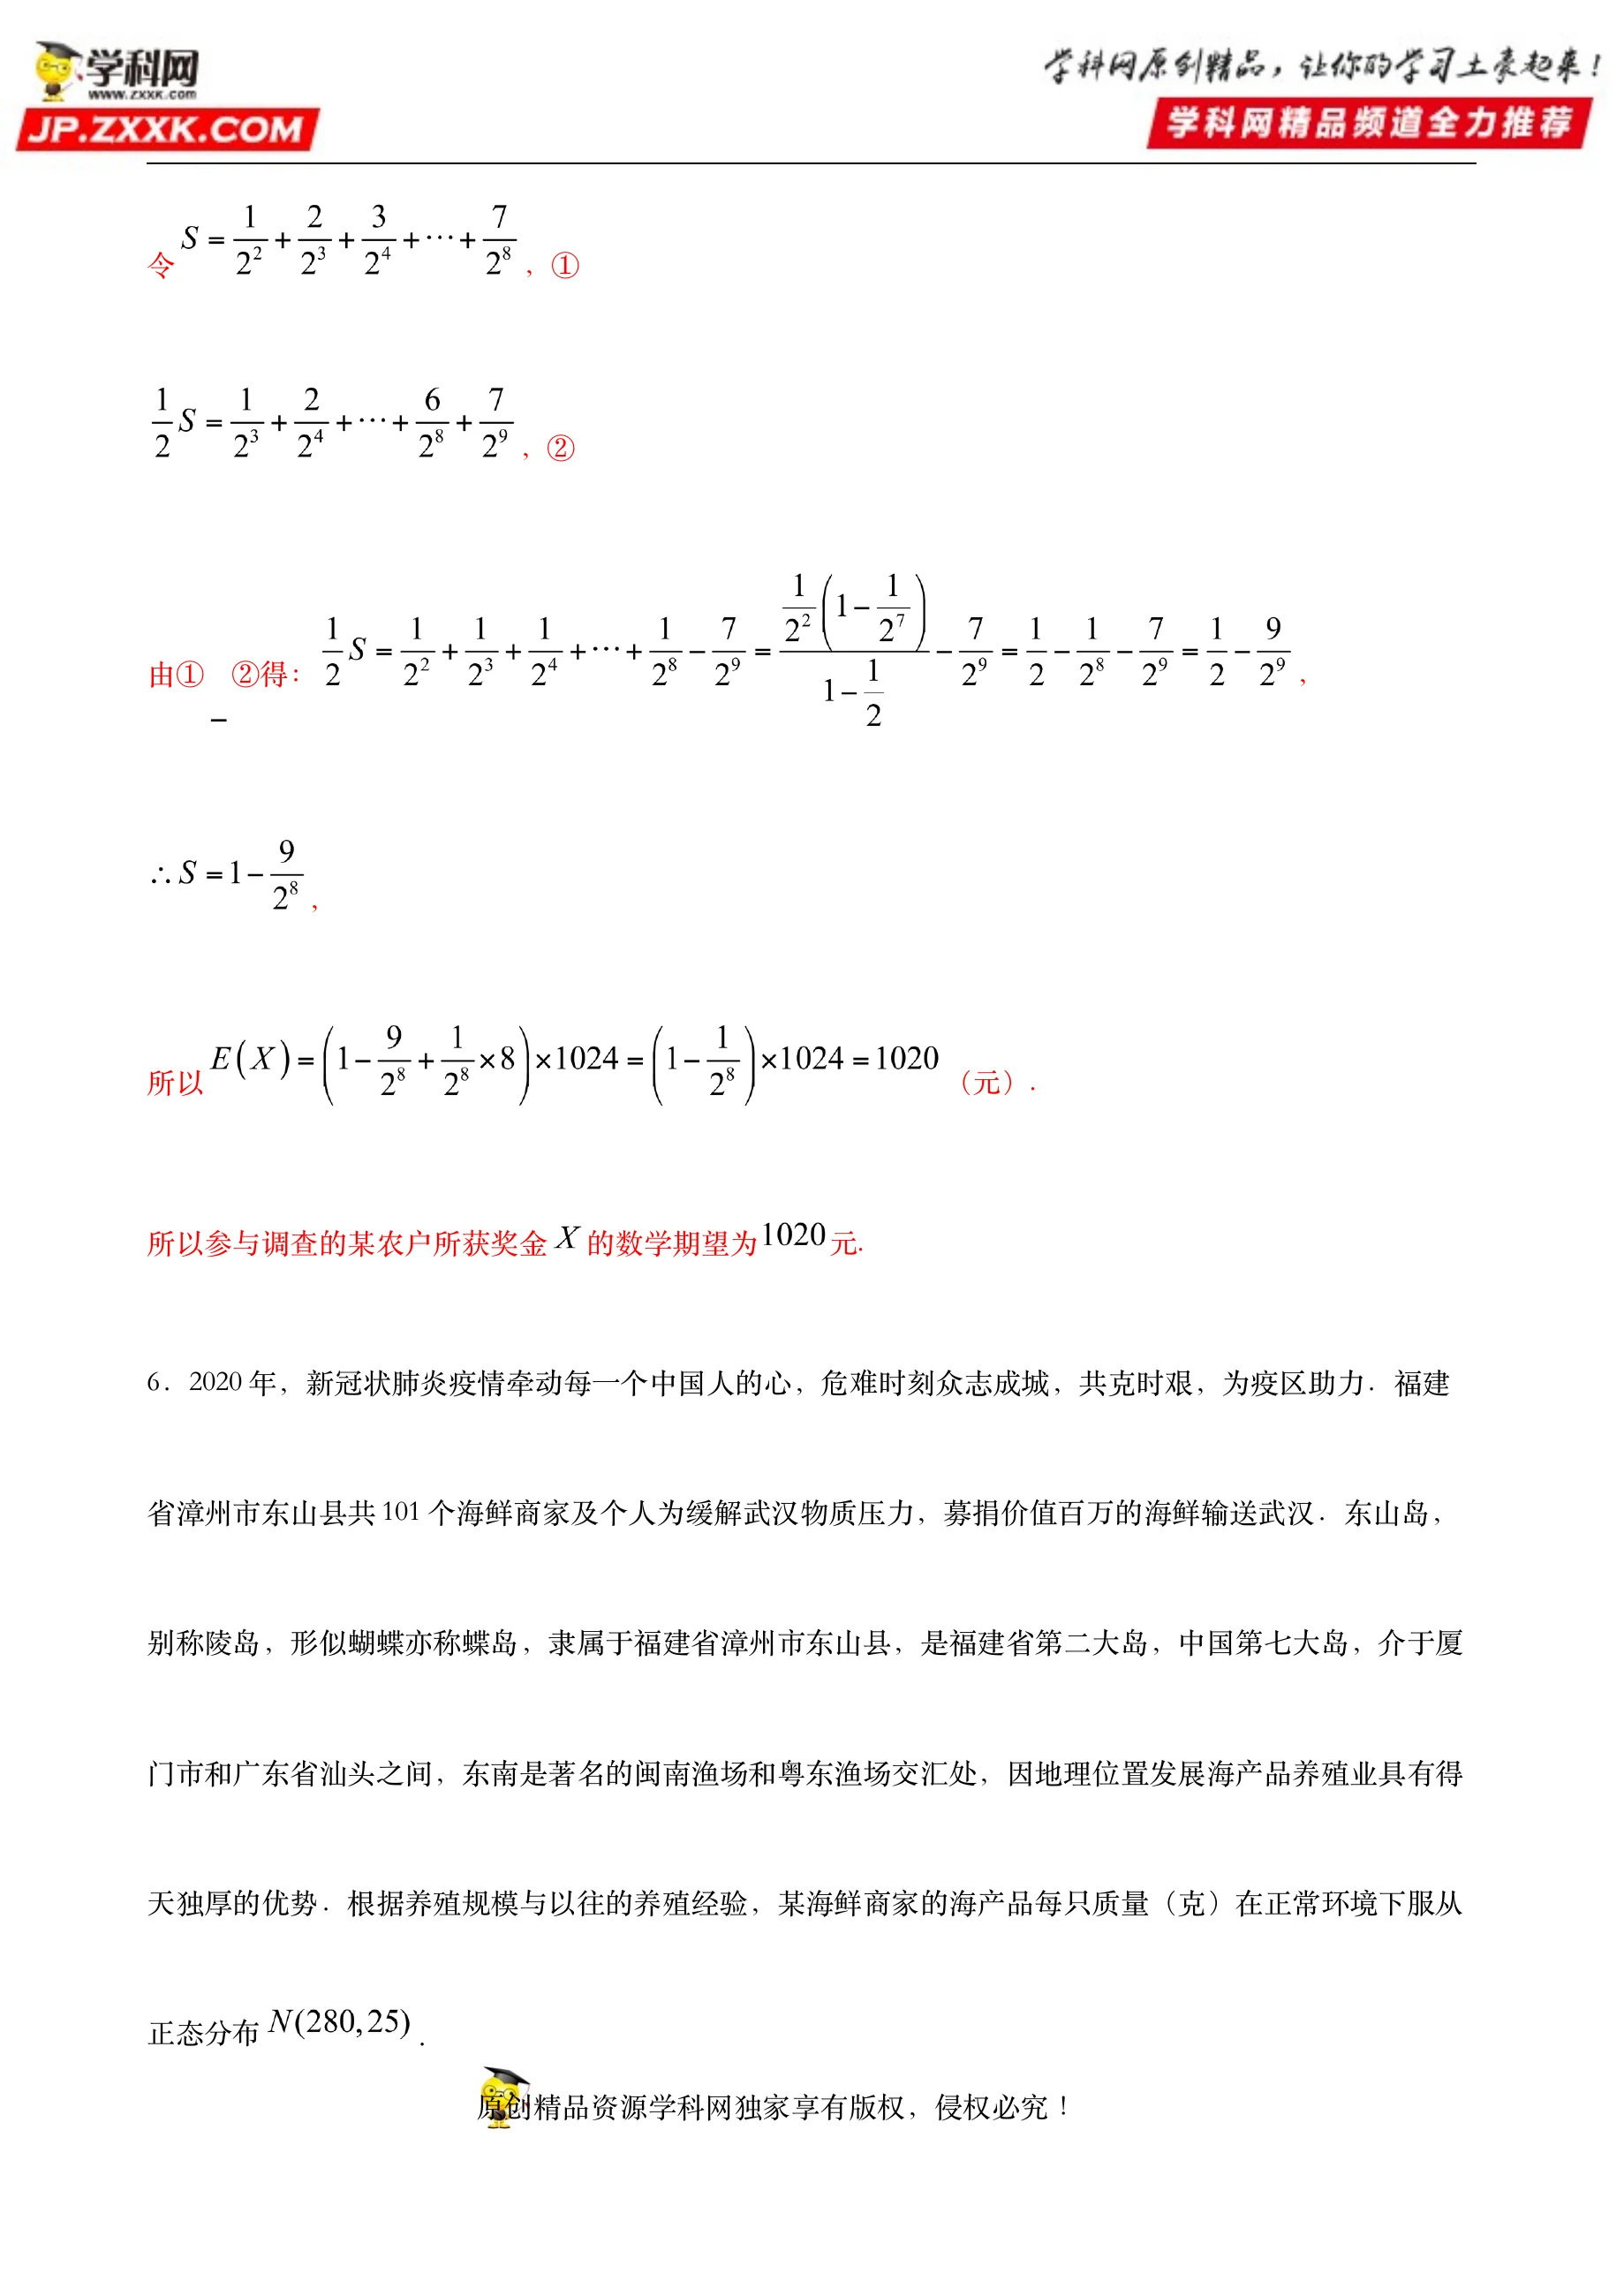 学科网
www.zxxk.com
JP.ZXXK.COM
学科网原创精品，让你的学习土豪起来！
学科网精品频道全力推荐
令 S = 1/2² + 2/2³ + 3/2⁴ + ⋯ + 7/2⁸ ，①
1/2 S = 1/2³ + 2/2⁴ + ⋯ + 6/2⁸ + 7/2⁹ ，②
由① − ②得： 1/2 S = 1/2² + 1/2³ + 1/2⁴ + ⋯ + 1/2⁸ − 7/2⁹ = (1/2²(1 − 1/2⁷))/(1 − 1/2) − 7/2⁹ = 1/2 − 1/2⁸ − 7/2⁹ = 1/2 − 9/2⁹ ，
∴ S = 1 − 9/2⁸ ，
所以 E(X) = (1 − 9/2⁸ + 1/2⁸ × 8) × 1024 = (1 − 1/2⁸) × 1024 = 1020 （元）.
所以参与调查的某农户所获奖金 X 的数学期望为 1020 元.
6．2020 年，新冠状肺炎疫情牵动每一个中国人的心，危难时刻众志成城，共克时艰，为疫区助力．福建
省漳州市东山县共 101 个海鲜商家及个人为缓解武汉物质压力，募捐价值百万的海鲜输送武汉．东山岛，
别称陵岛，形似蝴蝶亦称蝶岛，隶属于福建省漳州市东山县，是福建省第二大岛，中国第七大岛，介于厦
门市和广东省汕头之间，东南是著名的闽南渔场和粤东渔场交汇处，因地理位置发展海产品养殖业具有得
天独厚的优势．根据养殖规模与以往的养殖经验，某海鲜商家的海产品每只质量（克）在正常环境下服从
正态分布 N(280,25) ．
原创精品资源学科网独家享有版权，侵权必究！